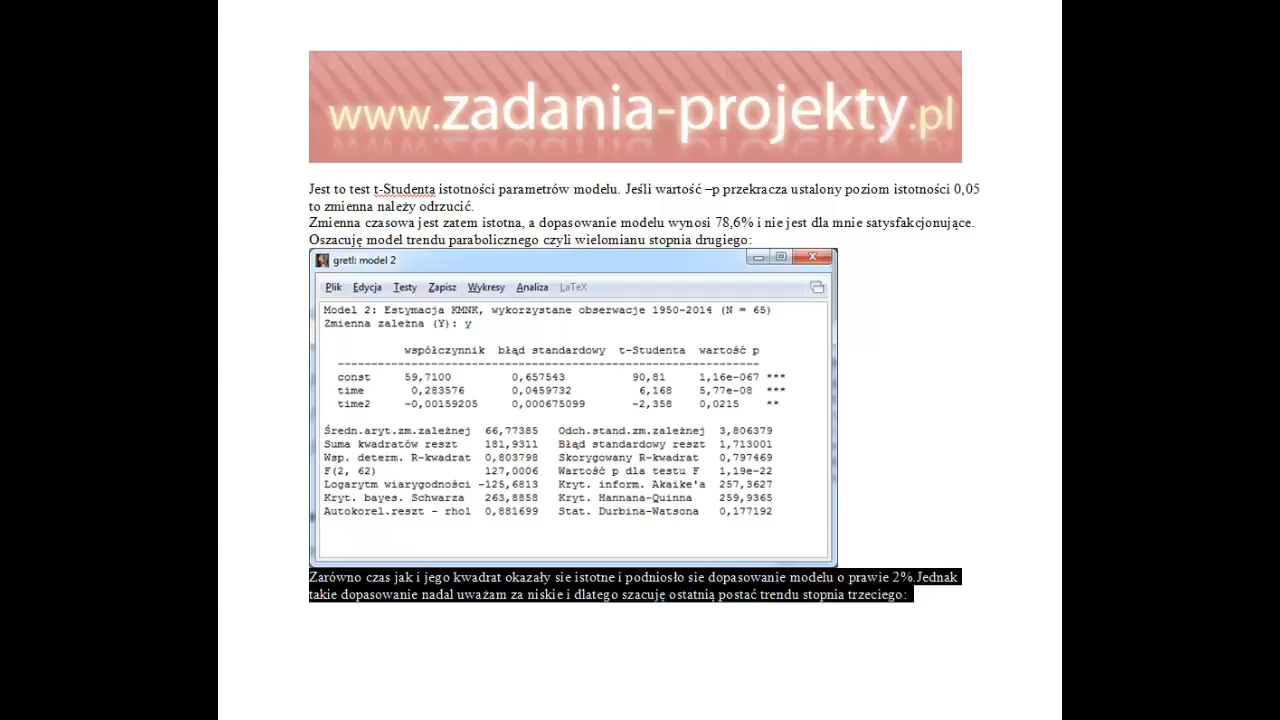 www.zadania-projekty.pl
Jest to test t-Studenta istotności parametrów modelu. Jeśli wartość –p przekracza ustalony poziom istotności 0,05
to zmienna należy odrzucić.
Zmienna czasowa jest zatem istotna, a dopasowanie modelu wynosi 78,6% i nie jest dla mnie satysfakcjonujące.
Oszacuję model trendu parabolicznego czyli wielomianu stopnia drugiego:
gretl: model 2
Plik Edycja Testy Zapisz Wykresy Analiza LaTeX
Model 2: Estymacja KMNK, wykorzystane obserwacje 1950-2014 (N = 65)
Zmienna zależna (Y): y
współczynnik błąd standardowy t-Studenta wartość p
------------------------------------------------------------
const 59,7100 0,657543 90,81 1,16e-067 ***
time 0,283576 0,0459732 6,168 5,77e-08 ***
time2 -0,00159205 0,000675099 -2,358 0,0215 **
Średn.aryt.zm.zależnej 66,77385 Odch.stand.zm.zależnej 3,806379
Suma kwadratów reszt 181,9311 Błąd standardowy reszt 1,713001
Wsp. determ. R-kwadrat 0,803798 Skorygowany R-kwadrat 0,797469
F(2, 62) 127,0006 Wartość p dla testu F 1,19e-22
Logarytm wiarygodności -125,6813 Kryt. inform. Akaike'a 257,3627
Kryt. bayes. Schwarza 263,8858 Kryt. Hannana-Quinna 259,9365
Autokorel.reszt - rho1 0,881699 Stat. Durbina-Watsona 0,177192
Zarówno czas jak i jego kwadrat okazały sie istotne i podniosło sie dopasowanie modelu o prawie 2%.Jednak
takie dopasowanie nadal uważam za niskie i dlatego szacuję ostatnią postać trendu stopnia trzeciego: